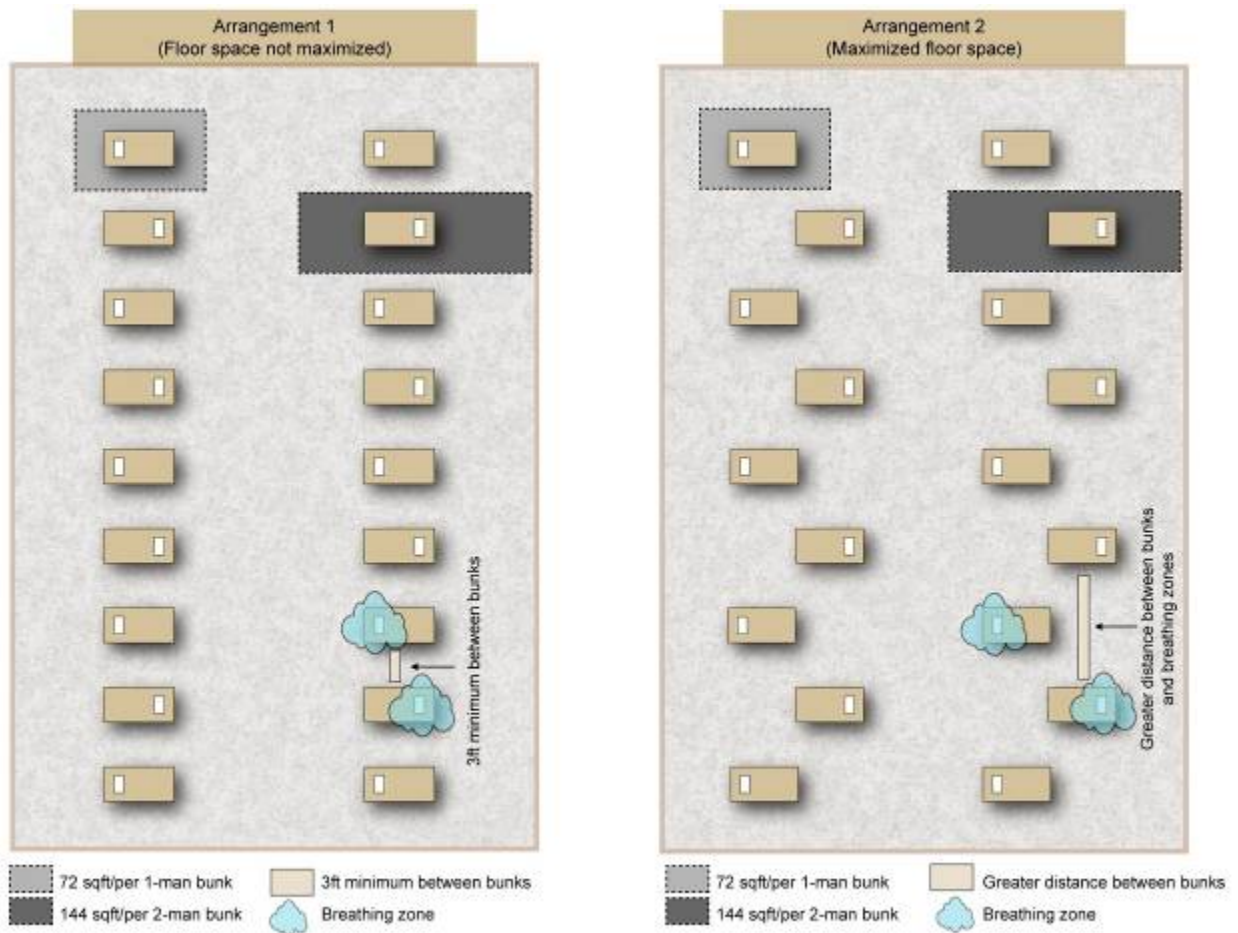 Arrangement 1
(Floor space not maximized)
3ft minimum between bunks
72 sqft/per 1-man bunk
3ft minimum between bunks
144 sqft/per 2-man bunk
Breathing zone
Arrangement 2
(Maximized floor space)
Greater distance between bunks
and breathing zones
72 sqft/per 1-man bunk
Greater distance between bunks
144 sqft/per 2-man bunk
Breathing zone